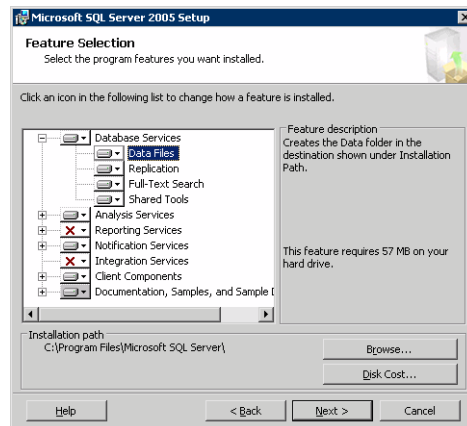 Microsoft SQL Server 2005 Setup
Feature Selection
Select the program features you want installed.
Click an icon in the following list to change how a feature is installed.
Database Services
Data Files
Replication
Full-Text Search
Shared Tools
Analysis Services
Reporting Services
Notification Services
Integration Services
Client Components
Documentation, Samples, and Sample D
Feature description
Creates the Data folder in the
destination shown under Installation
Path.
This feature requires 57 MB on your
hard drive.
Installation path
C:\Program Files\Microsoft SQL Server\
Browse...
Disk Cost...
Help
< Back
Next >
Cancel